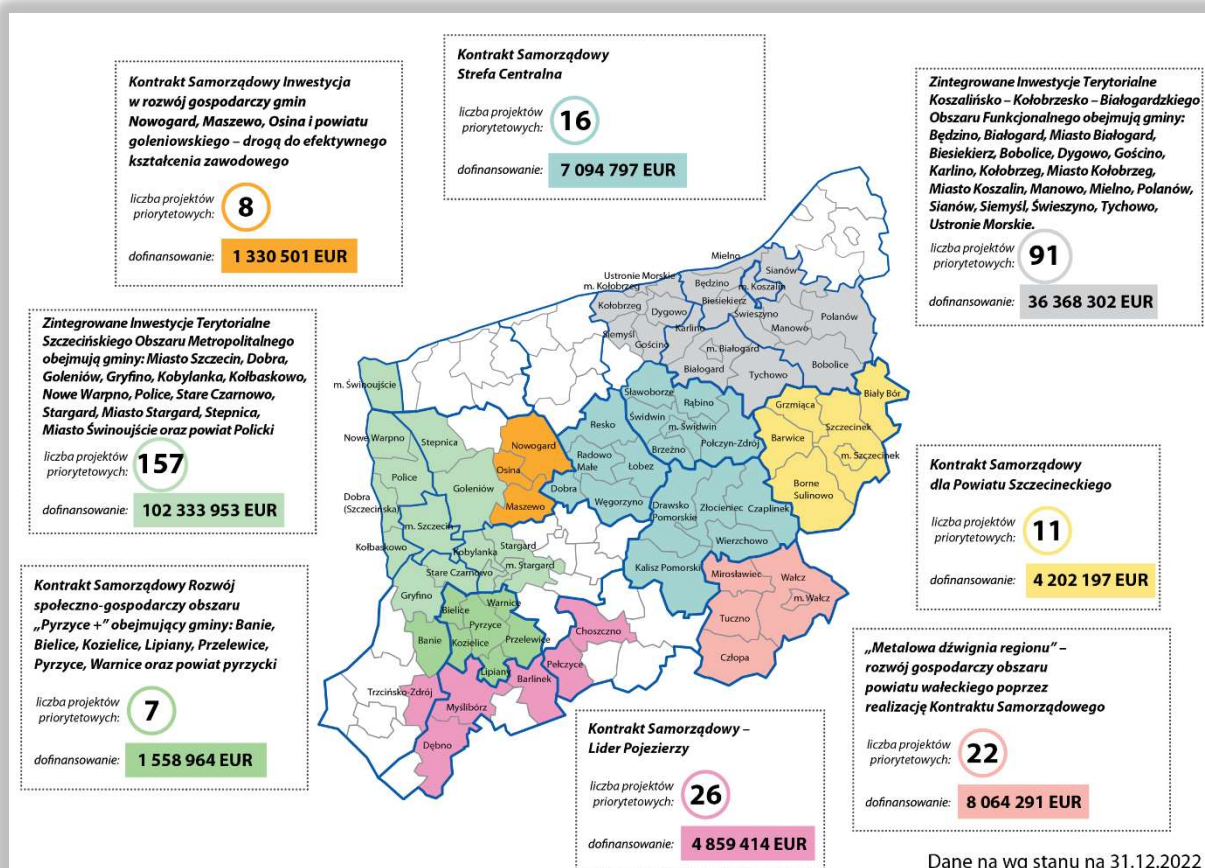 Kontrakt Samorządowy Inwestycja
w rozwój gospodarczy gmin
Nowogard, Maszewo, Osina i powiatu
goleniowskiego – drogą do efektywnego
kształcenia zawodowego
liczba projektów
priorytetowych:
8
dofinansowanie:
1 330 501 EUR
Kontrakt Samorządowy
Strefa Centralna
liczba projektów
priorytetowych:
16
dofinansowanie:
7 094 797 EUR
Zintegrowane Inwestycje Terytorialne
Koszalińsko – Kołobrzesko – Białogardzkiego
Obszaru Funkcjonalnego obejmują gminy:
Będzino, Białogard, Miasto Białogard,
Biesiekierz, Bobolice, Dygowo, Gościno,
Karlino, Kołobrzeg, Miasto Kołobrzeg,
Miasto Koszalin, Manowo, Mielno, Polanów,
Sianów, Siemyśl, Świeszyno, Tychowo,
Ustronie Morskie.
liczba projektów
priorytetowych:
91
dofinansowanie:
36 368 302 EUR
Zintegrowane Inwestycje Terytorialne
Szczecińskiego Obszaru Metropolitalnego
obejmują gminy: Miasto Szczecin, Dobra,
Goleniów, Gryfino, Kobylanka, Kołbaskowo,
Nowe Warpno, Police, Stare Czarnowo,
Stargard, Miasto Stargard, Stepnica,
Miasto Świnoujście oraz powiat Policki
liczba projektów
priorytetowych:
157
dofinansowanie:
102 333 953 EUR
Kontrakt Samorządowy Rozwój
społeczno-gospodarczy obszaru
„Pyrzyce +” obejmujący gminy: Banie,
Bielice, Kozielice, Lipiany, Przelewice,
Pyrzyce, Warnice oraz powiat pyrzycki
liczba projektów
priorytetowych:
7
dofinansowanie:
1 558 964 EUR
Mielno
Sianów
Ustronie Morskie
m. Kołobrzeg
Będzino
m. Koszalin
Kołobrzeg
Biesiekierz
Dygowo
Świeszyno
Polanów
Karlino
Manowo
Siemyśl
Gościno
m. Białogard
Białogard
Tychowo
Bobolice
m. Świnoujście
Sławoborze
Rąbino
Biały Bór
Grzmiąca
Świdwin
m. Świdwin
Szczecinek
Resko
Barwice
Nowe Warpno
Stepnica
Nowogard
Połczyn-Zdrój
Brzeżno
m. Szczecinek
Radowo
Małe
Łobez
Osina
Police
Goleniów
Borne
Sulinowo
Dobra
Węgorzyno
Dobra
(Szczecińska)
Maszewo
Drawsko
Pomorskie
Złocieniec
Czaplinek
m. Szczecin
Wierzchowo
Kołbaskowo
Kobylanka
Stargard
m. Stargard
Stare Czarnowo
Kalisz Pomorski
Mirosławiec
Wałcz
m. Wałcz
Gryfino
Bielice
Warnice
Pyrzyce
Tuczno
Banie
Kozielice
Przelewice
Choszczno
Człopa
Lipiany
Pełczyce
Barlinek
Trzcińsko-Zdrój
Myślibórz
Dębno
Kontrakt Samorządowy
dla Powiatu Szczecineckiego
liczba projektów
priorytetowych:
11
dofinansowanie:
4 202 197 EUR
„Metalowa dźwignia regionu” –
rozwój gospodarczy obszaru
powiatu wałeckiego poprzez
realizację Kontraktu Samorządowego
liczba projektów
priorytetowych:
22
dofinansowanie:
8 064 291 EUR
Kontrakt Samorządowy –
Lider Pojezierzy
liczba projektów
priorytetowych:
26
dofinansowanie:
4 859 414 EUR
Dane na wg stanu na 31.12.2022